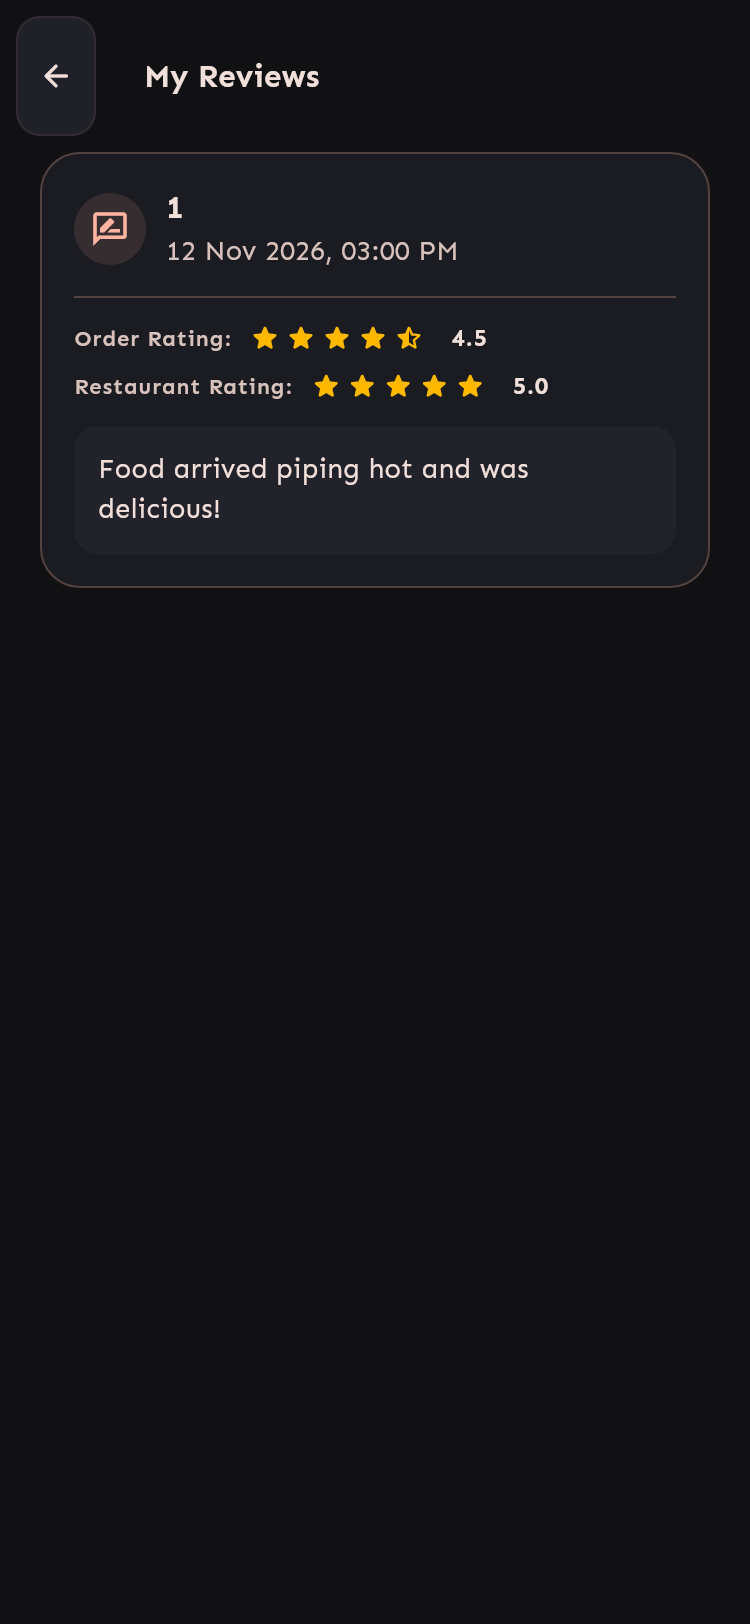 My Reviews
1
12 Nov 2026, 03:00 PM
Order Rating: 4.5
Restaurant Rating: 5.0
Food arrived piping hot and was
delicious!